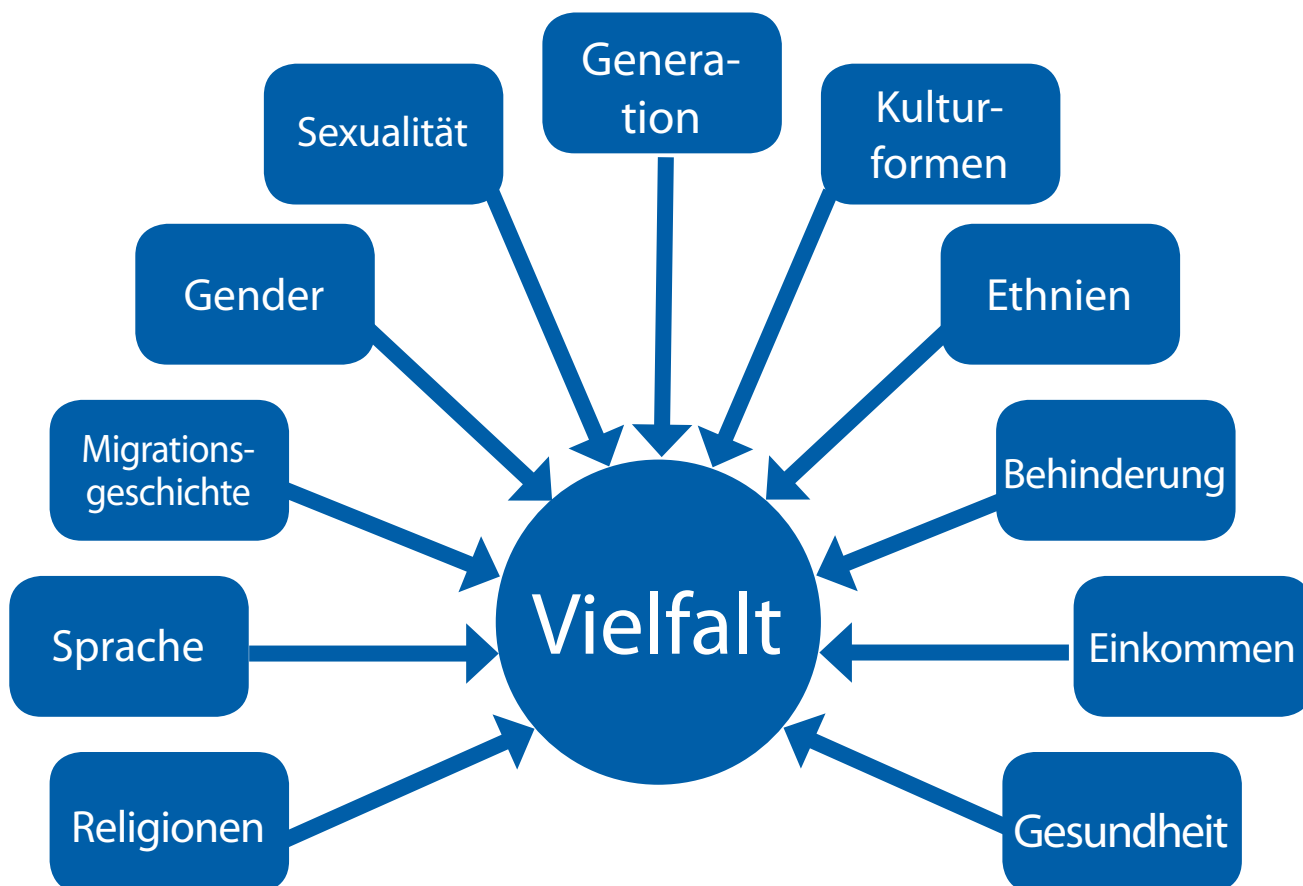 Genera-
tion
Sexualität
Kultur-
formen
Gender
Ethnien
Migrations-
geschichte
Behinderung
Vielfalt
Sprache
Einkommen
Religionen
Gesundheit